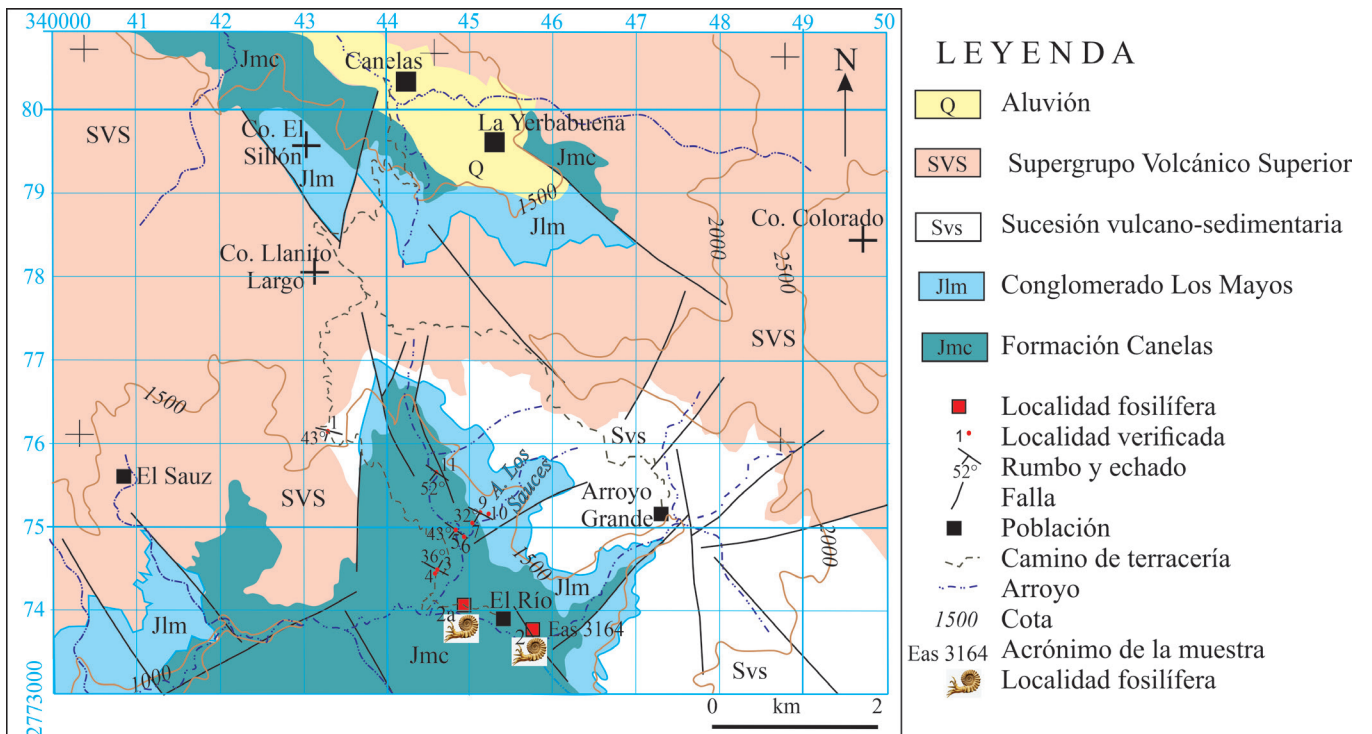 340000 41 42 43 44 45 46 47 48 49 50
Jmc
Canelas
N
80
SVS
Co. El
Sillón
La Yerbabuena
Q
Jmc
Jlm
79
1500
Jlm
2000
Co. Colorado
Co. Llanito
Largo
78
2500
SVS
77
1500
1
43°
76
Svs
El Sauz
11
52°
A. Los
Sauces
SVS
9
32°
10
7
Arroyo
Grande
75
43°
5
6
2000
36°
3
4
500
Jlm
El Río
74
2a
Eas 3164
2
Jlm
Jmc
Svs
1000
2773000
0 km 2
LEYENDA
Q Aluvión
SVS Supergrupo Volcánico Superior
Svs Sucesión vulcano-sedimentaria
Jlm Conglomerado Los Mayos
Jmc Formación Canelas
Localidad fosilífera
1 Localidad verificada
52° Rumbo y echado
Falla
Población
Camino de terracería
Arroyo
1500 Cota
Eas 3164 Acrónimo de la muestra
Localidad fosilífera